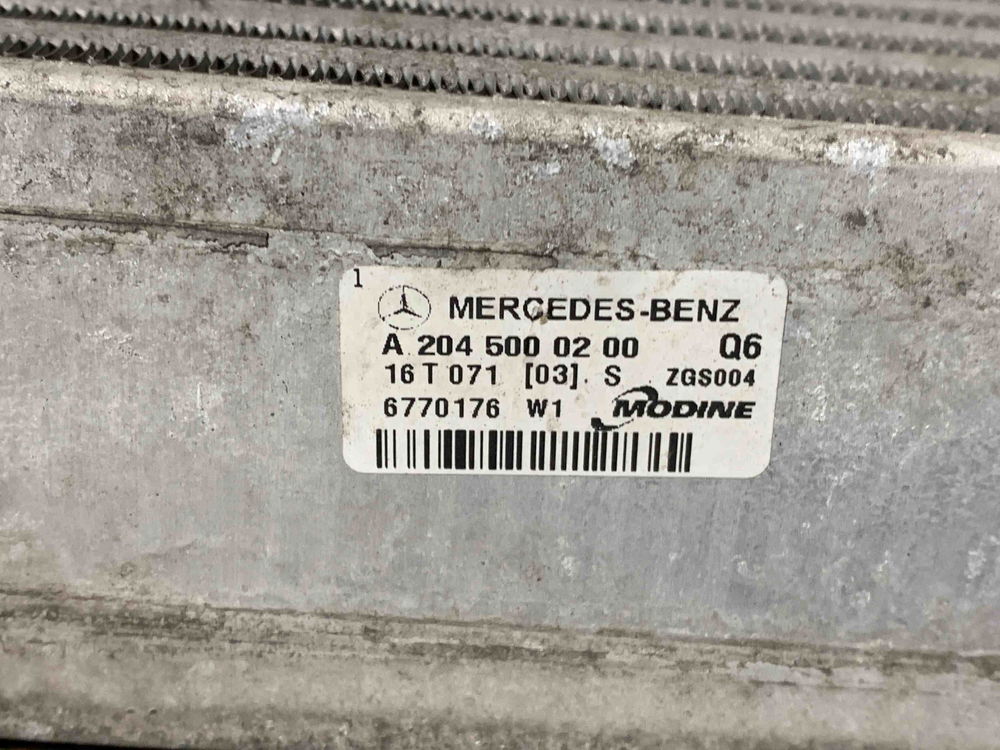 1
MERCEDES-BENZ
A 204 500 02 00 Q6
16 T 071 [03]. S ZGS004
6770176 W1 MODINE